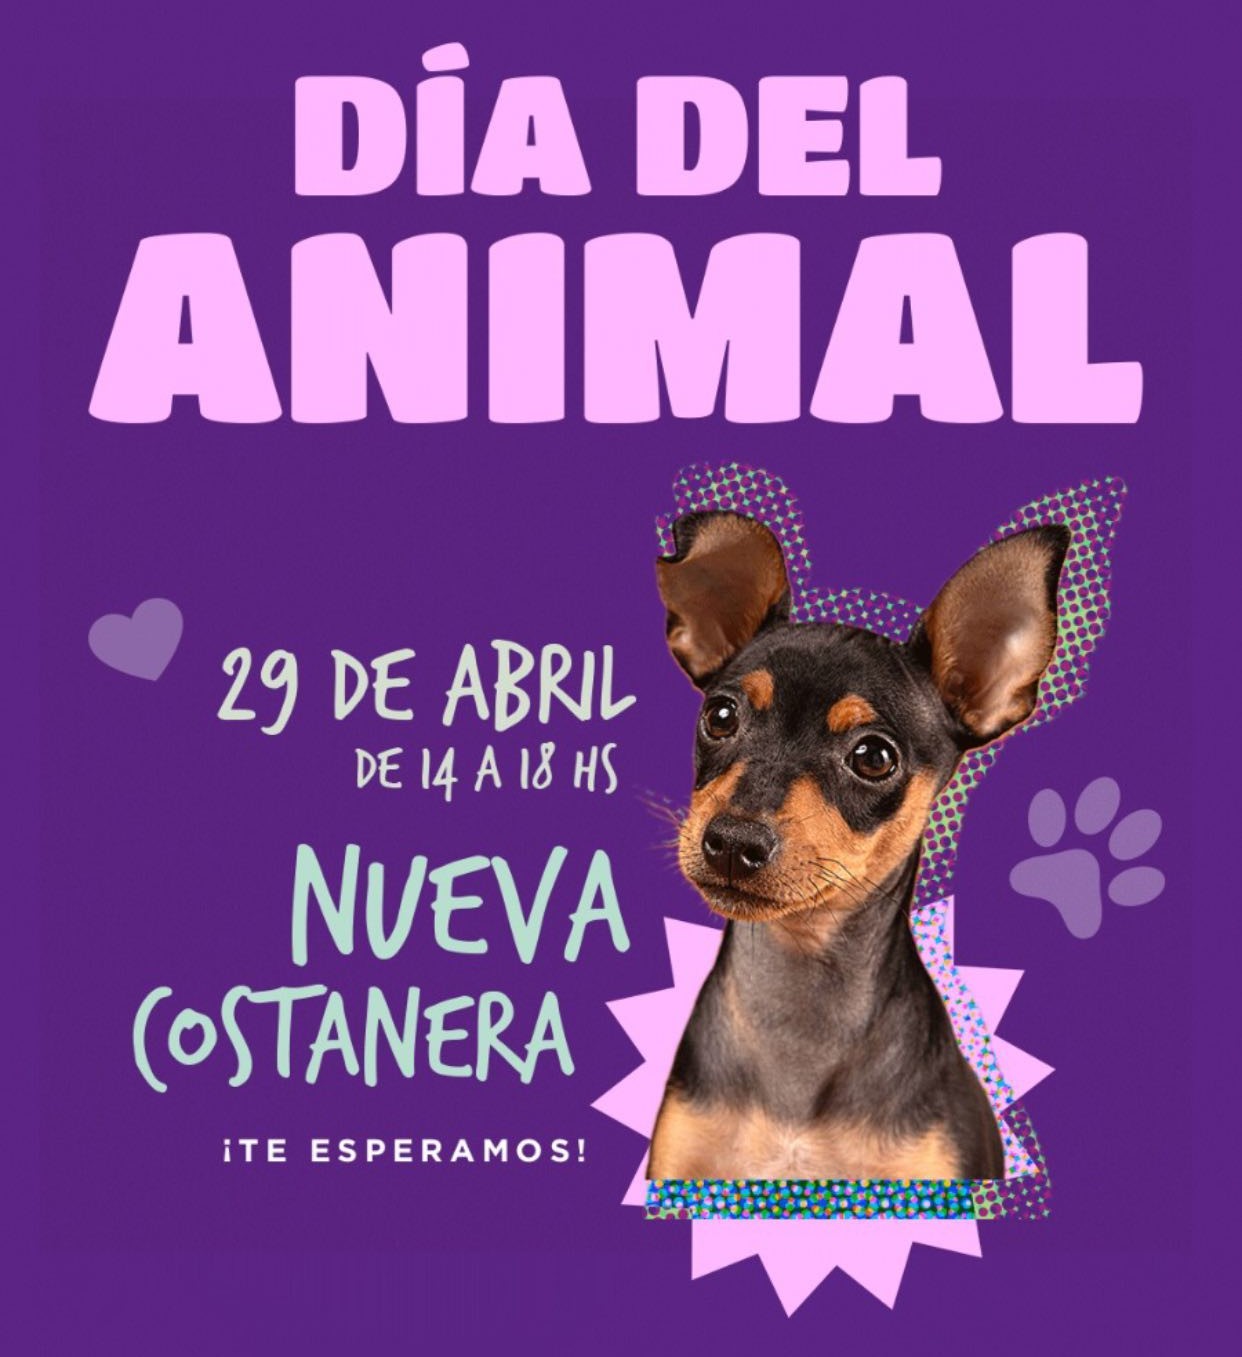 DÍA DEL
ANIMAL
29 DE ABRIL
DE 14 A 18 HS
NUEVA
COSTANERA
¡TE ESPERAMOS!